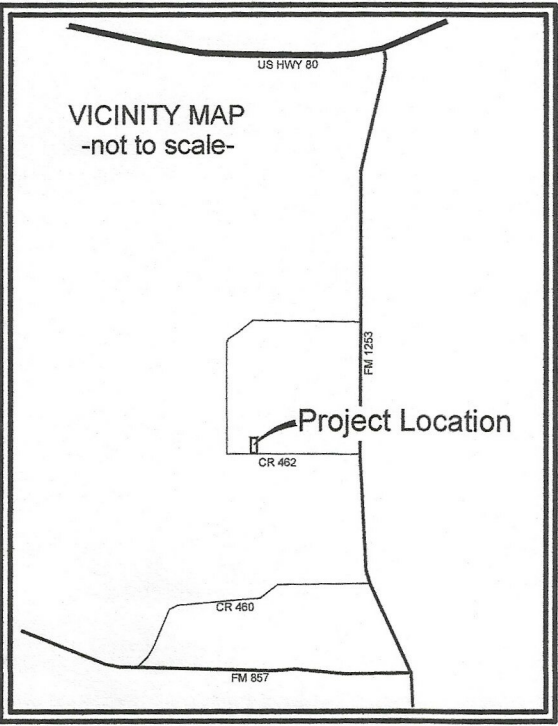 US HWY 80
VICINITY MAP
-not to scale-
FM 1253
Project Location
CR 462
CR 460
FM 857